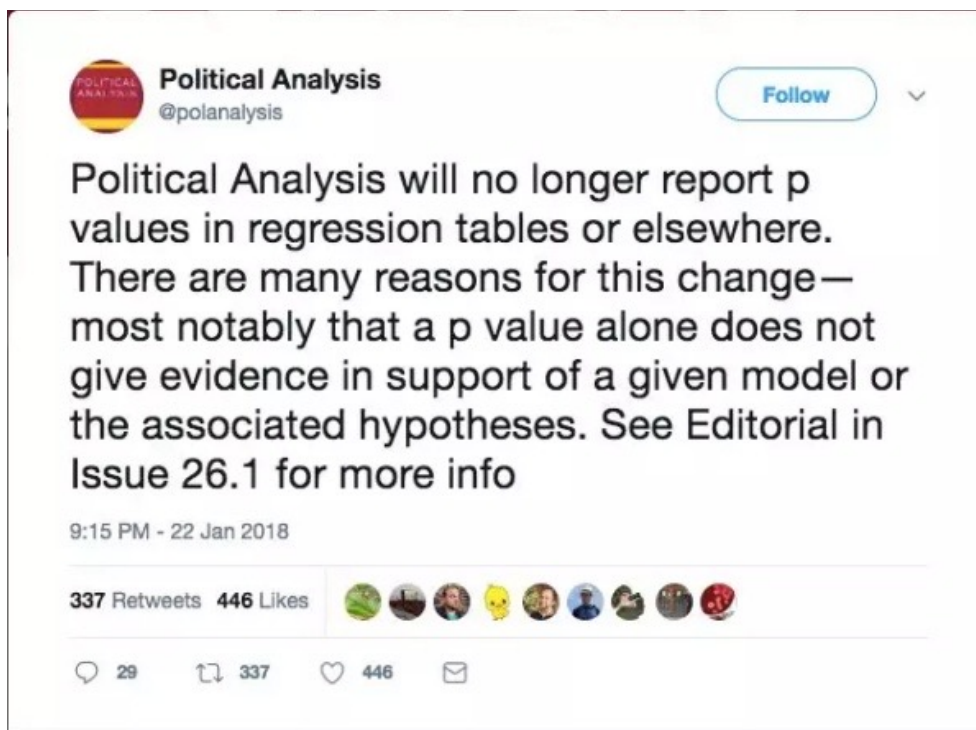 POLITICAL
ANALYSIS
Political Analysis
@polanalysis
Follow
Political Analysis will no longer report p
values in regression tables or elsewhere.
There are many reasons for this change—
most notably that a p value alone does not
give evidence in support of a given model or
the associated hypotheses. See Editorial in
Issue 26.1 for more info
9:15 PM - 22 Jan 2018
337 Retweets 446 Likes
29 337 446